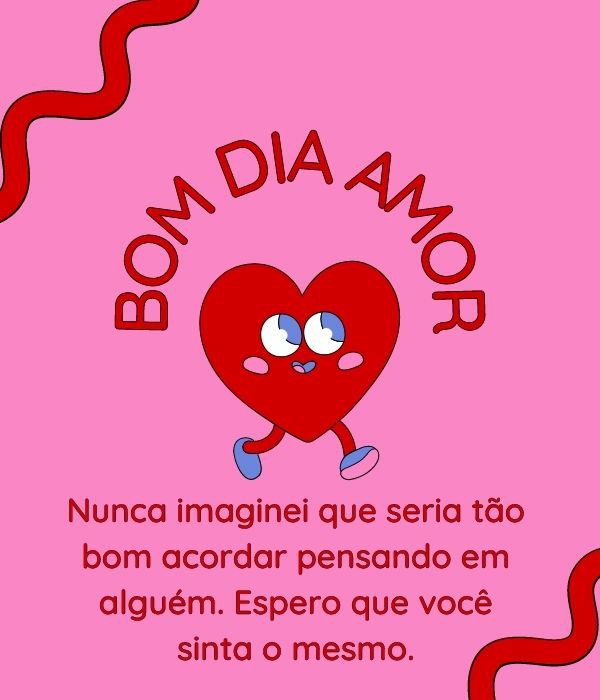 BOM DIA AMOR
Nunca imaginei que seria tão
bom acordar pensando em
alguém. Espero que você
sinta o mesmo.